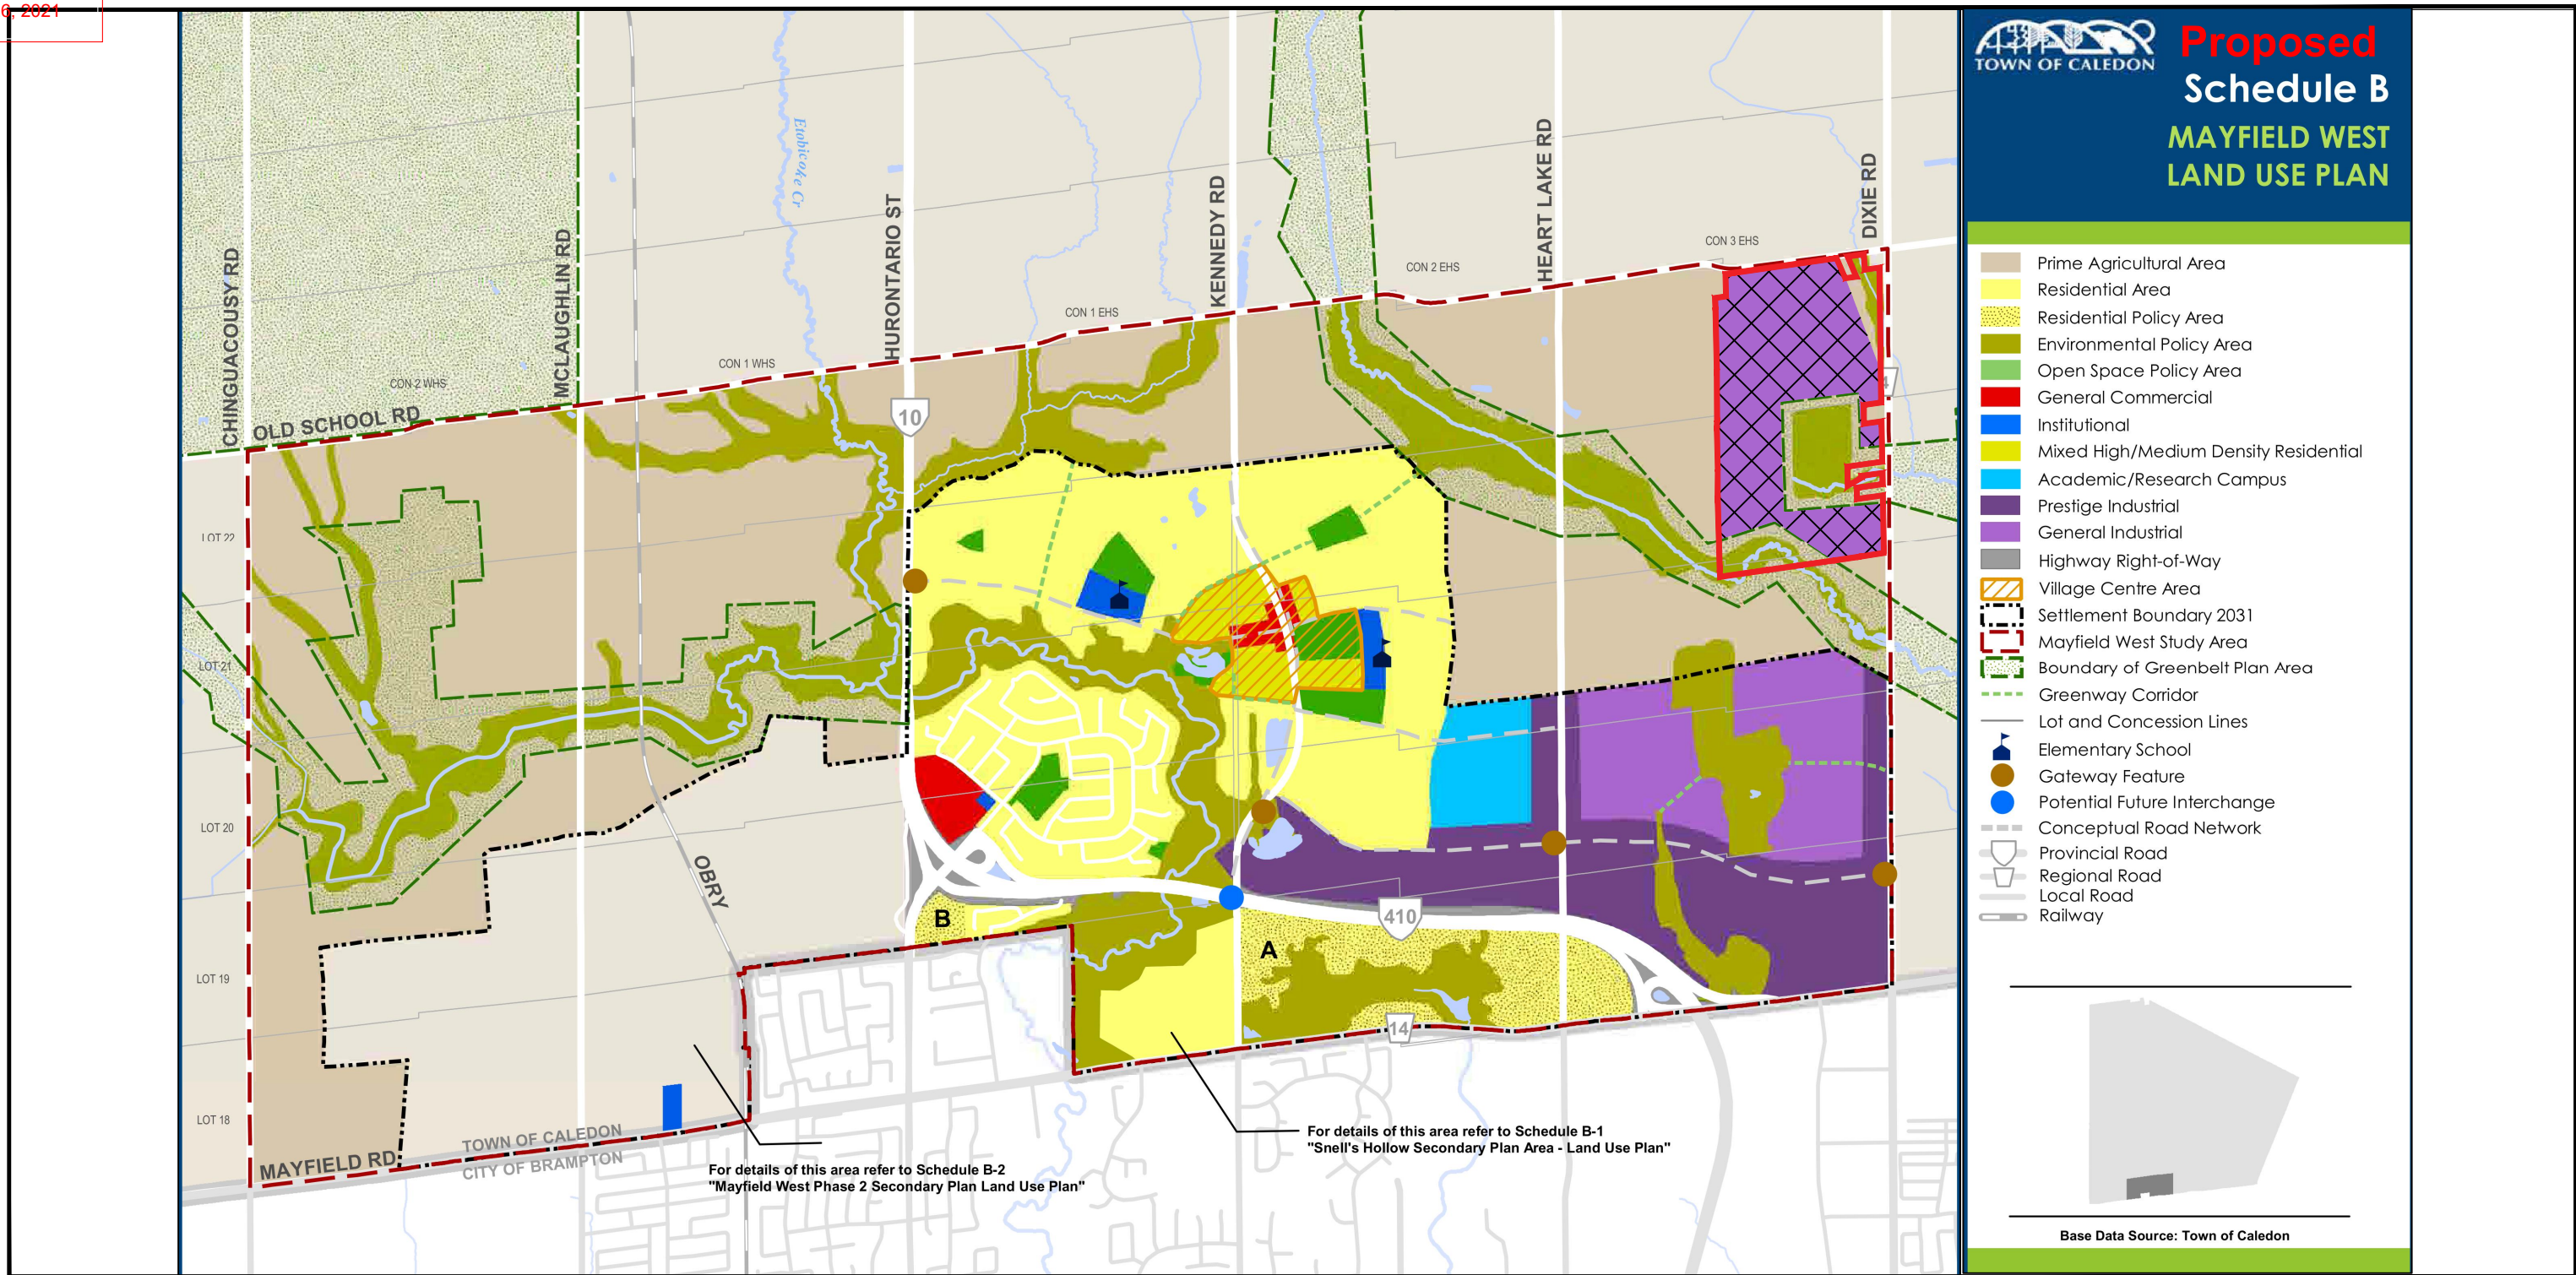 6, 2021
TOWN OF CALEDON
Proposed
Schedule B
MAYFIELD WEST
LAND USE PLAN
Prime Agricultural Area
Residential Area
Residential Policy Area
Environmental Policy Area
Open Space Policy Area
General Commercial
Institutional
Mixed High/Medium Density Residential
Academic/Research Campus
Prestige Industrial
General Industrial
Highway Right-of-Way
Village Centre Area
Settlement Boundary 2031
Mayfield West Study Area
Boundary of Greenbelt Plan Area
Greenway Corridor
Lot and Concession Lines
Elementary School
Gateway Feature
Potential Future Interchange
Conceptual Road Network
Provincial Road
Regional Road
Local Road
Railway
Base Data Source: Town of Caledon
Etobicoke Cr
CHINGUACOUSY RD
MCLAUGHLIN RD
HURONTARIO ST
KENNEDY RD
HEART LAKE RD
DIXIE RD
CON 3 EHS
CON 2 EHS
CON 1 EHS
CON 1 WHS
CON 2 WHS
OLD SCHOOL RD
10
4
LOT 22
LOT 21
LOT 20
LOT 19
LOT 18
OBRY
B
A
410
14
TOWN OF CALEDON
CITY OF BRAMPTON
MAYFIELD RD
For details of this area refer to Schedule B-1
"Snell's Hollow Secondary Plan Area - Land Use Plan"
For details of this area refer to Schedule B-2
"Mayfield West Phase 2 Secondary Plan Land Use Plan"